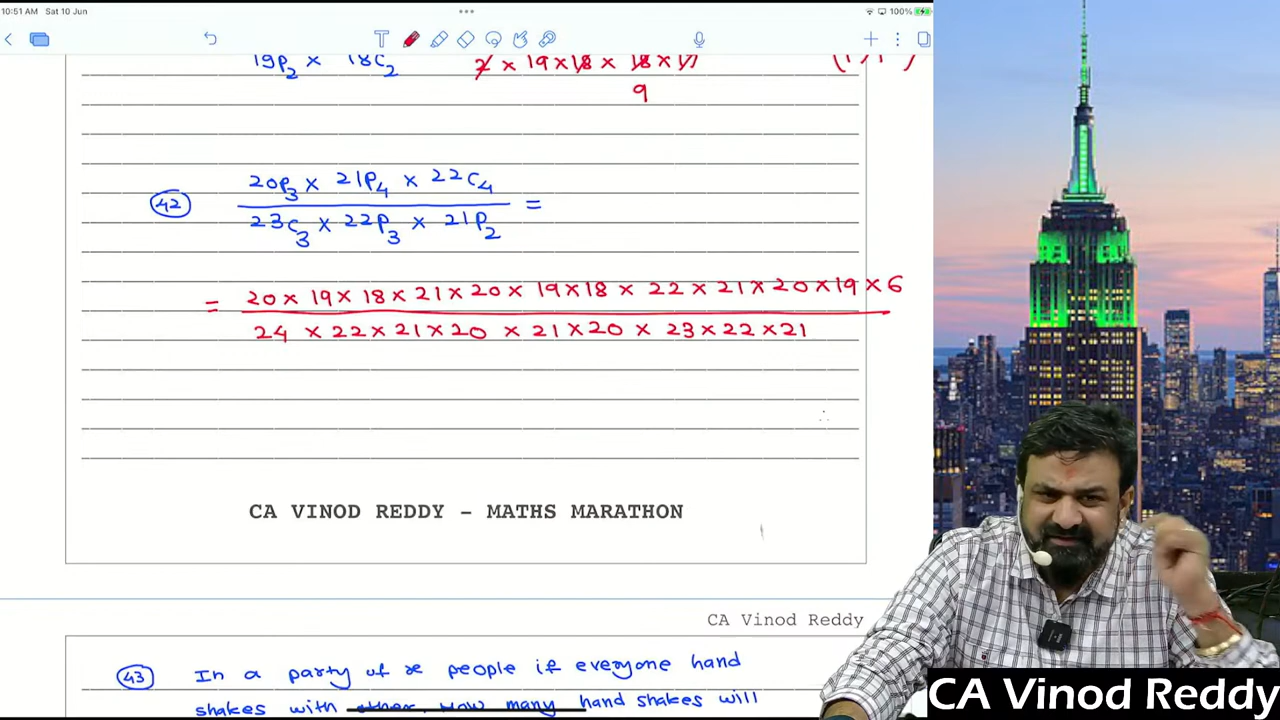 10:51 AM Sat 10 Jun
100%
T
19P2 × 18C2
2 × 19 × 18 × 18 × 17
9
42
20P3 × 21P4 × 22C4
23C3 × 22P3 × 21P2
=
= 20 × 19 × 18 × 21 × 20 × 19 × 18 × 22 × 21 × 20 × 19 × 6
24 × 22 × 21 × 20 × 21 × 20 × 23 × 22 × 21
CA VINOD REDDY - MATHS MARATHON
CA Vinod Reddy
43 In a party of x people if everyone hand
shakes with other. How many hand shakes will
CA Vinod Reddy